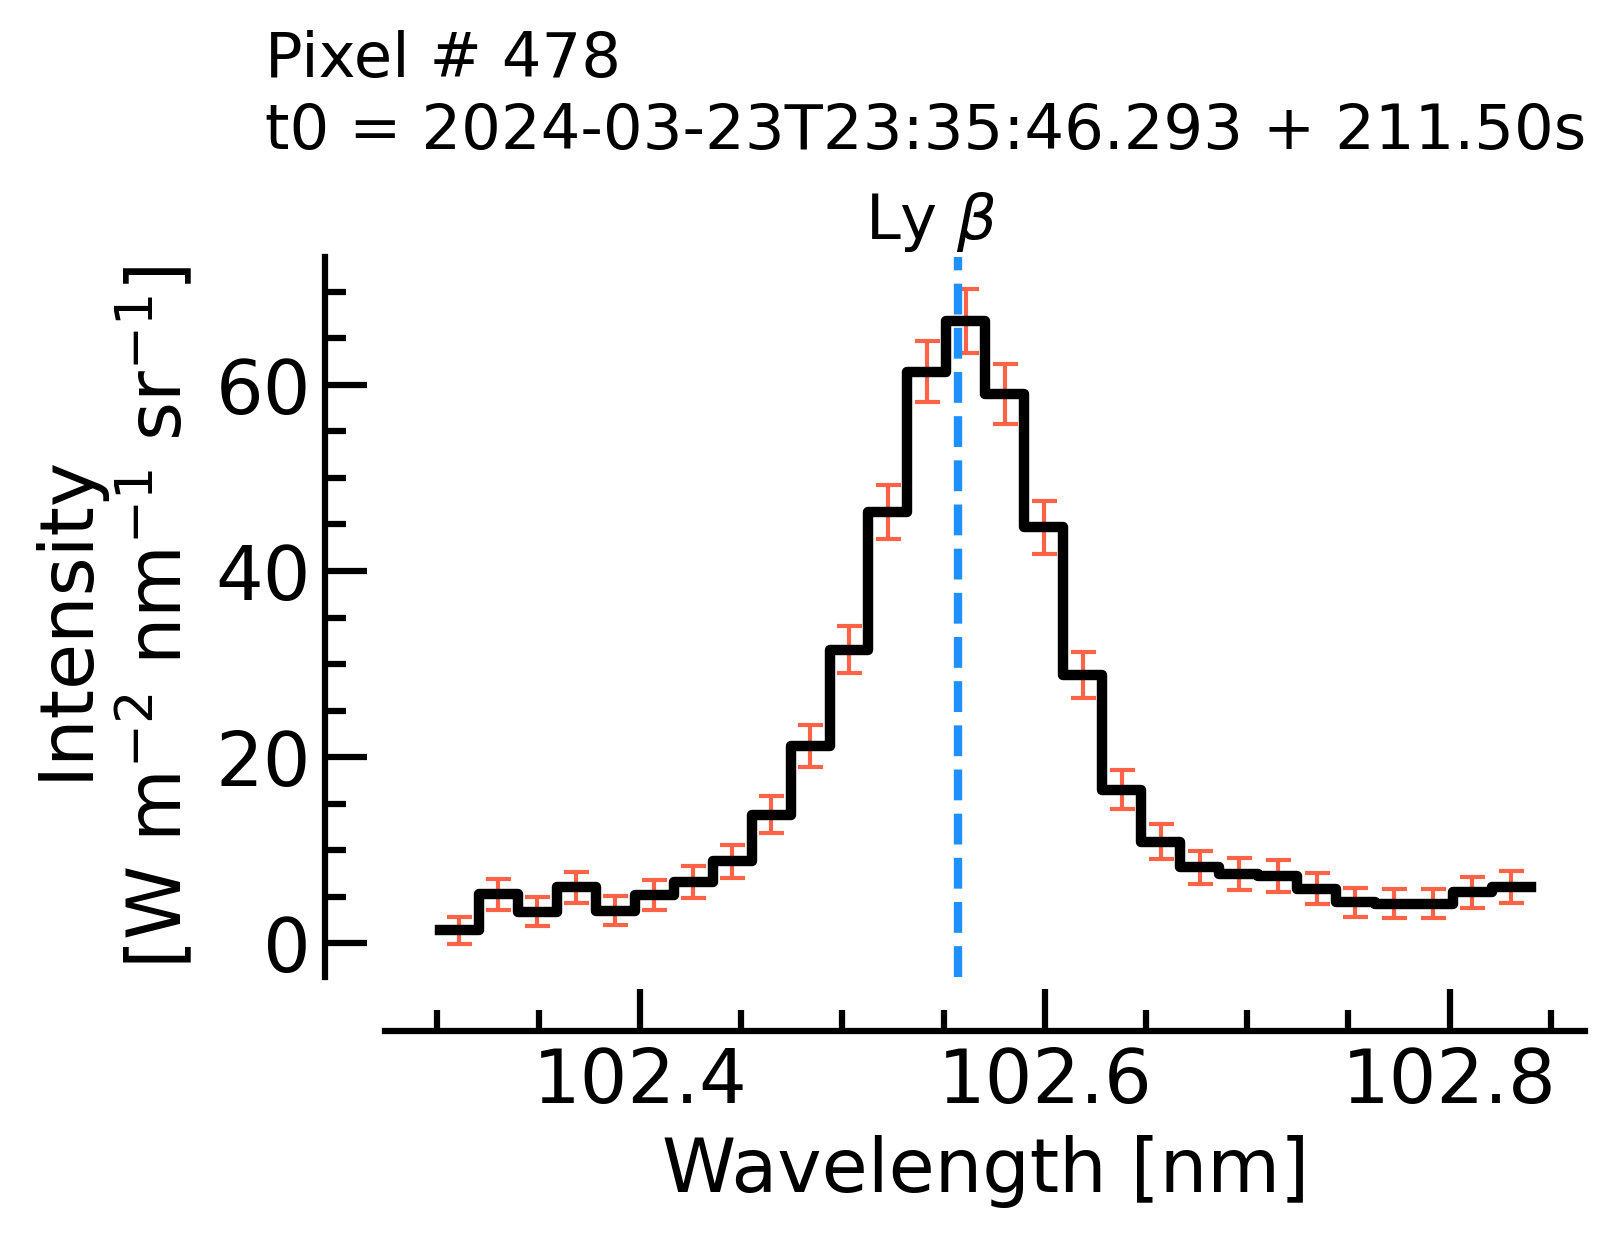 Pixel # 478
t0 = 2024-03-23T23:35:46.293 + 211.50s
Ly β
Intensity
[W m⁻² nm⁻¹ sr⁻¹]
60
40
20
0
102.4 102.6 102.8
Wavelength [nm]